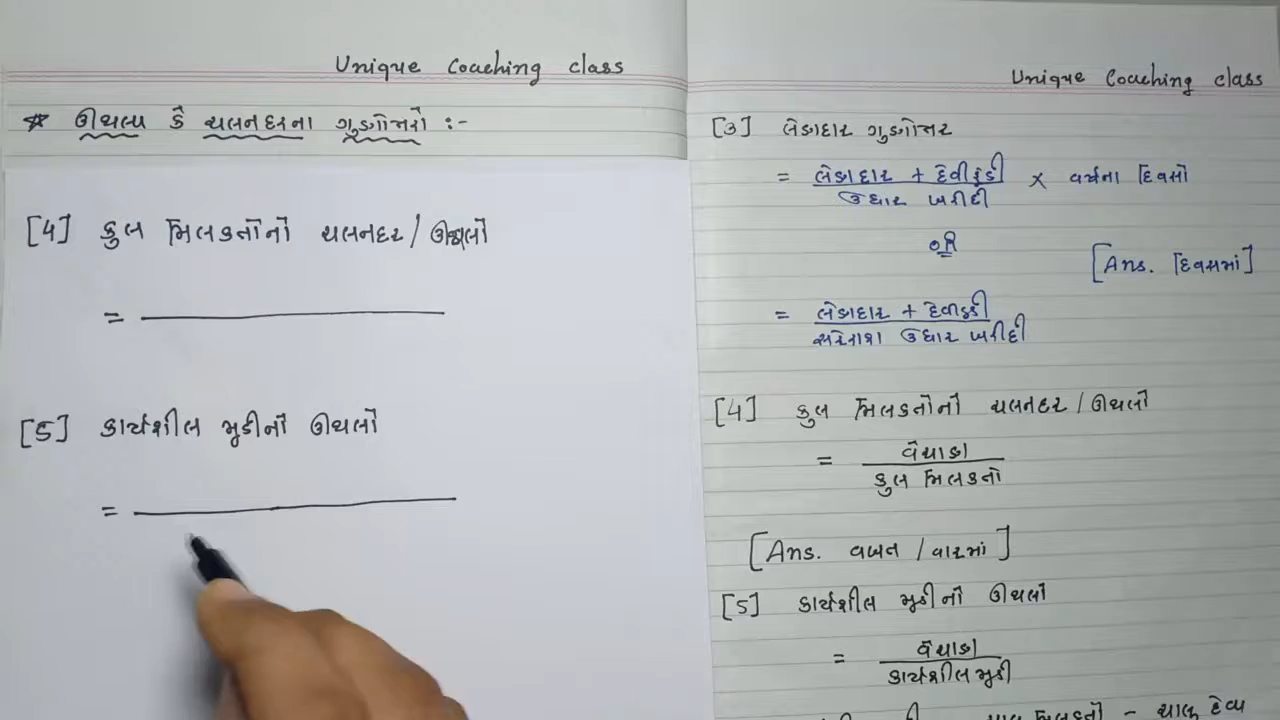 Unique Coaching class
* ઊથલા કે ચલનદરના ગુણોત્તરો :-
[4] કુલ મિલકતોનો ચલનદર / ઊથલો
=
[5] કાર્યશીલ મૂડીનો ઊથલો
=
Unique Coaching class
[3] લેણદાર ગુણોત્તર
= લેણદાર + દેવીહૂંડી × વર્ષના દિવસો
ઉધાર ખરીદી
OR
[Ans. દિવસમાં]
= લેણદાર + દેવીહૂંડી
સરેરાશ ઉધાર ખરીદી
[4] કુલ મિલકતોનો ચલનદર / ઊથલો
= વેચાણ
કુલ મિલકતો
[Ans. વખત / વારમાં]
[5] કાર્યશીલ મૂડીનો ઊથલો
= વેચાણ
કાર્યશીલ મૂડી
ચાલુ મિલકતો - ચાલુ દેવા